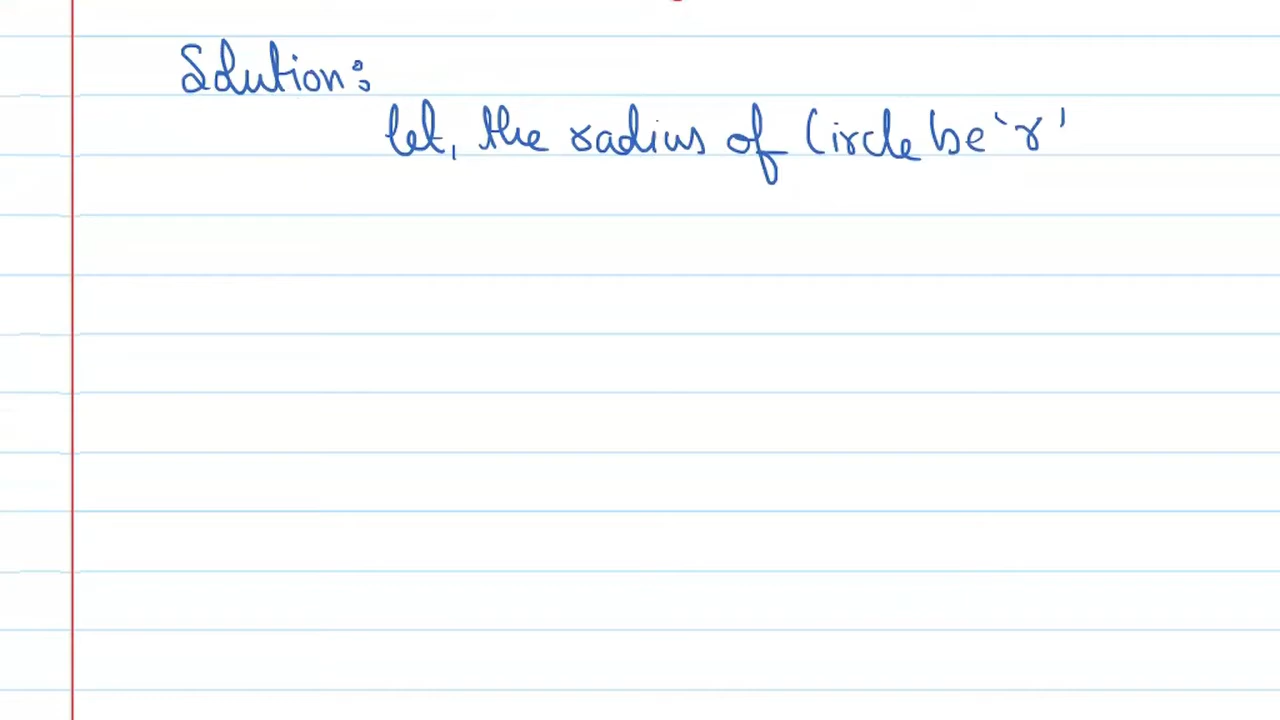 Solution:
let, the radius of Circle be 'r'